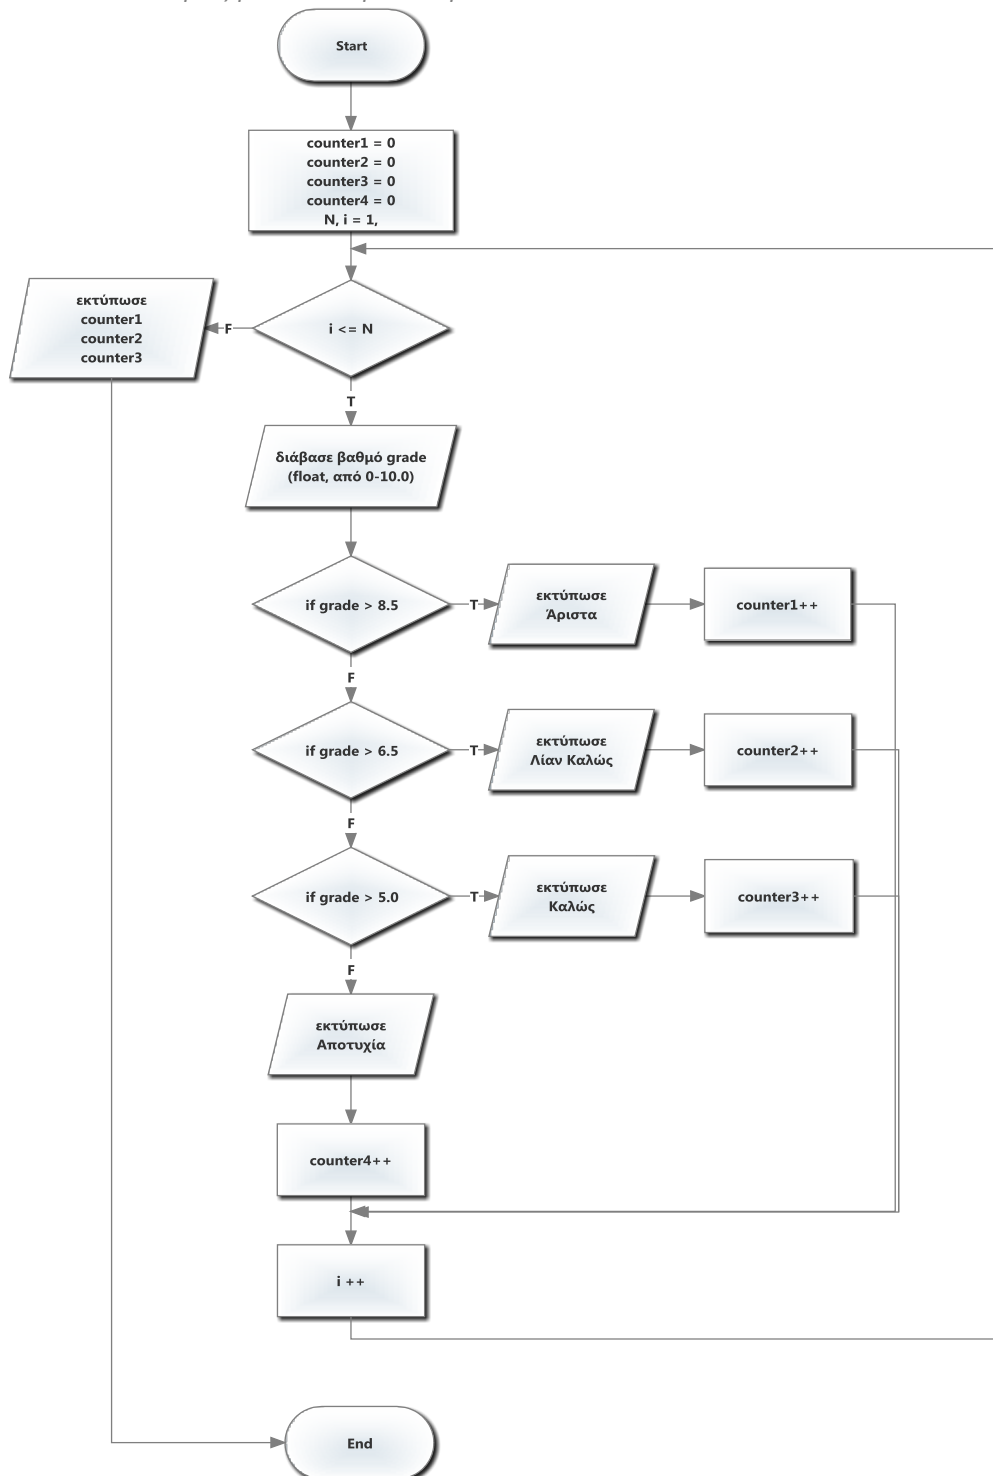 Start
counter1 = 0
counter2 = 0
counter3 = 0
counter4 = 0
N, i = 1,
i <= N
F
εκτύπωσε
counter1
counter2
counter3
T
διάβασε βαθμό grade
(float, από 0-10.0)
if grade > 8.5
T
εκτύπωσε
Άριστα
counter1++
F
if grade > 6.5
T
εκτύπωσε
Λίαν Καλώς
counter2++
F
if grade > 5.0
T
εκτύπωσε
Καλώς
counter3++
F
εκτύπωσε
Αποτυχία
counter4++
i ++
End